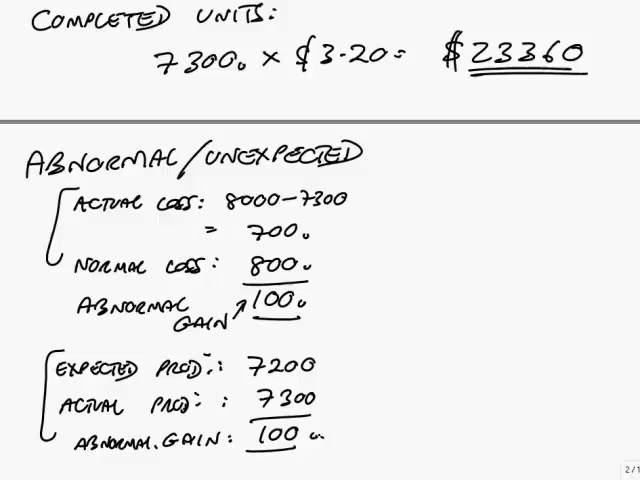 COMPLETED UNITS:
7300u × $3.20 = $23360
ABNORMAL/UNEXPECTED
ACTUAL LOSS: 8000 - 7300
= 700u
NORMAL LOSS: 800u
ABNORMAL GAIN 100u
EXPECTED PROD^N: 7200
ACTUAL PROD^N: 7300
ABNORMAL GAIN: 100 u
2/1